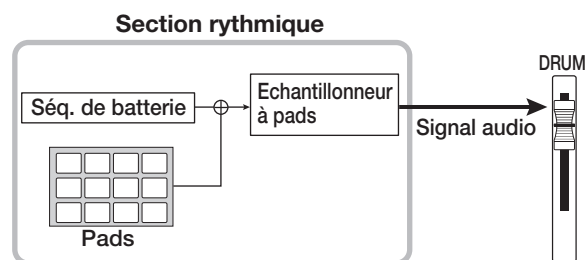 Section rythmique
DRUM
Séq. de batterie
Echantillonneur
à pads
Signal audio
Pads